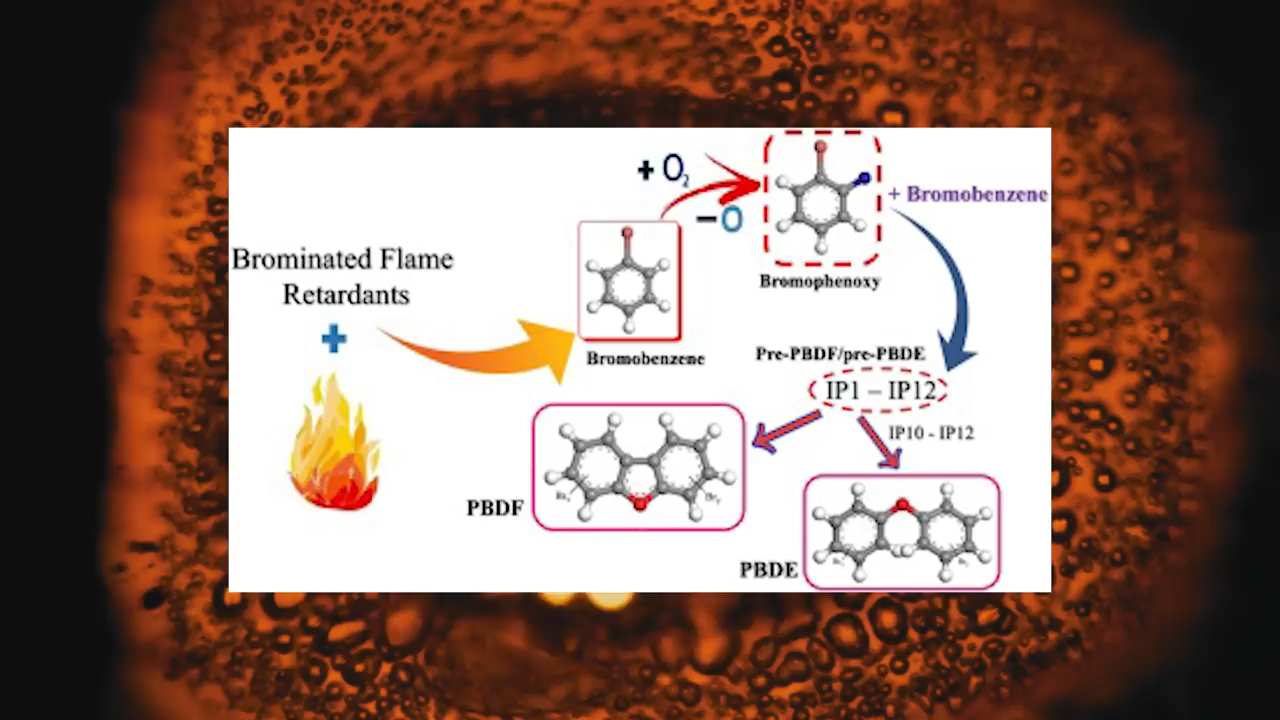 + O₂
− O
+ Bromobenzene
Brominated Flame
Retardants
+
Bromophenoxy
Bromobenzene
Pre-PBDF/pre-PBDE
IP1 – IP12
IP10 - IP12
PBDF
PBDE